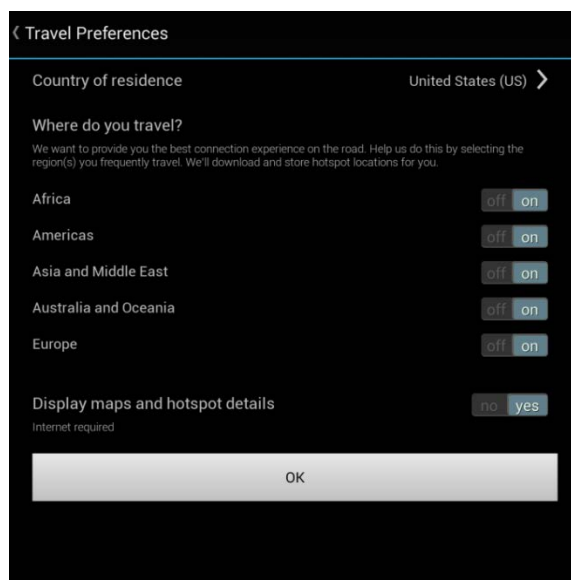 Travel Preferences
Country of residence United States (US)
Where do you travel?
We want to provide you the best connection experience on the road. Help us do this by selecting the
region(s) you frequently travel. We'll download and store hotspot locations for you.
Africa off on
Americas off on
Asia and Middle East off on
Australia and Oceania off on
Europe off on
Display maps and hotspot details no yes
Internet required
OK